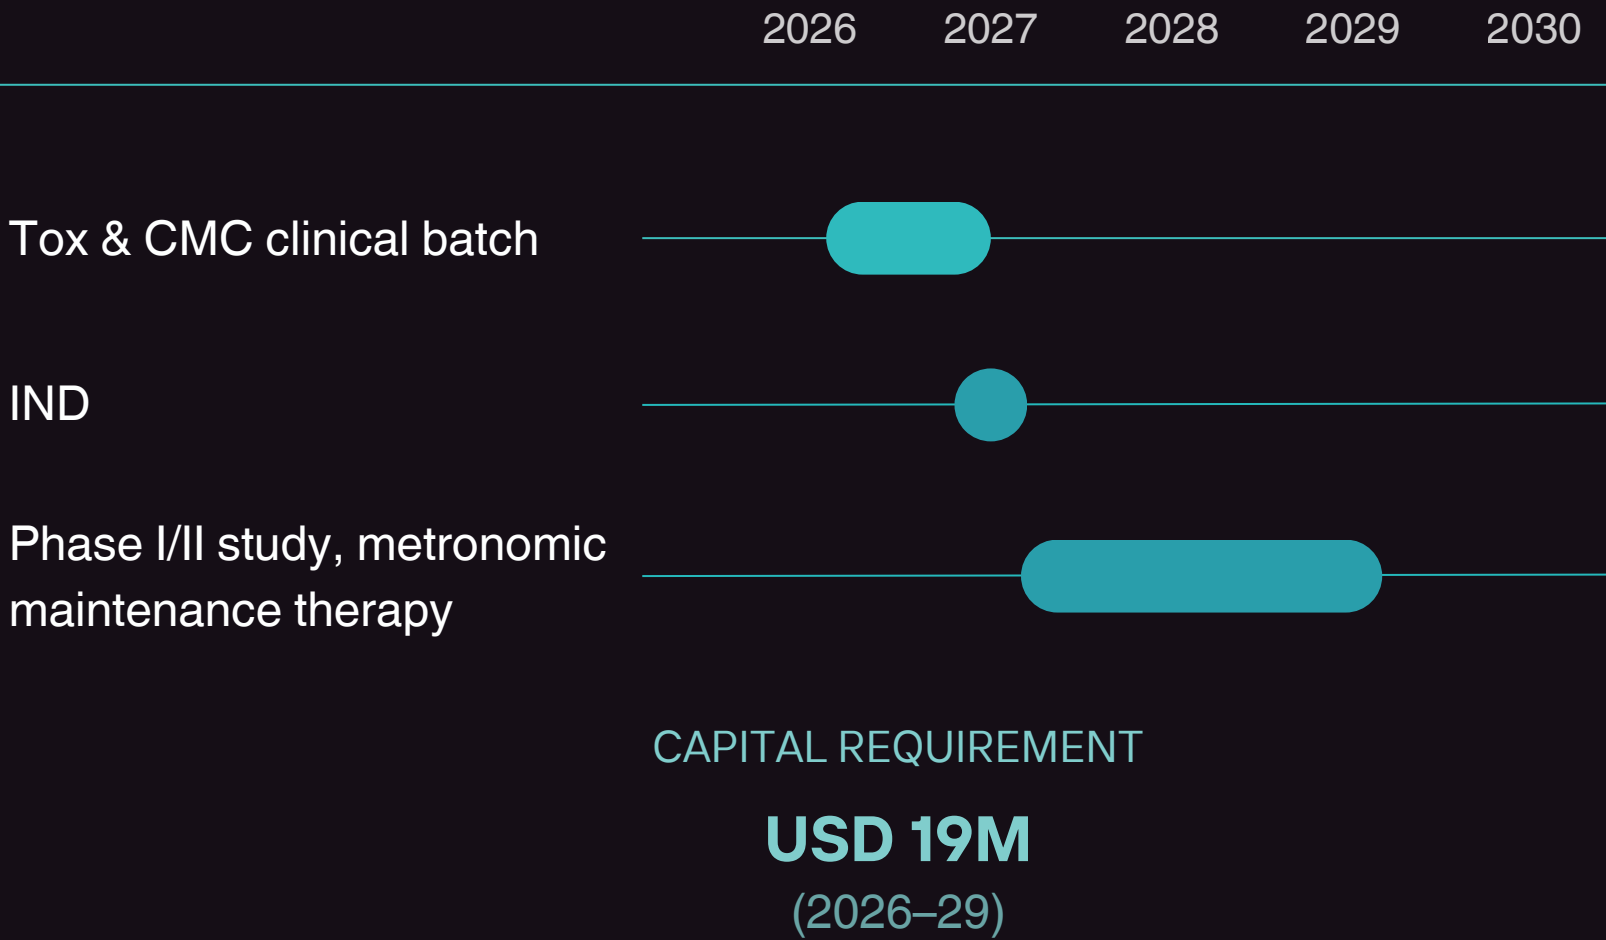 2026 2027 2028 2029 2030
Tox & CMC clinical batch
IND
Phase I/II study, metronomic
maintenance therapy
CAPITAL REQUIREMENT
USD 19M
(2026–29)